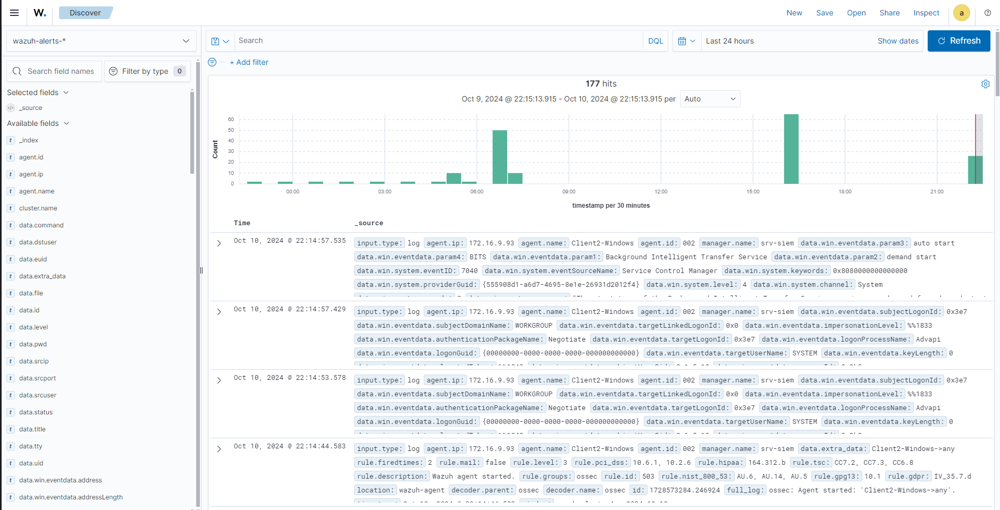 W. Discover New Save Open Share Inspect a
wazuh-alerts-* Search DQL Last 24 hours Show dates Refresh
+ Add filter
Search field names Filter by type 0
Selected fields
_source
Available fields
_index
agent.id
agent.ip
agent.name
cluster.name
data.command
data.dstuser
data.euid
data.extra_data
data.file
data.id
data.level
data.pwd
data.srcip
data.srcport
data.srcuser
data.status
data.title
data.tty
data.uid
data.win.eventdata.address
data.win.eventdata.addressLength
177 hits
Oct 9, 2024 @ 22:15:13.915 - Oct 10, 2024 @ 22:15:13.915 per Auto
Count
60
50
40
30
20
10
0
00:00 03:00 06:00 09:00 12:00 15:00 18:00 21:00
timestamp per 30 minutes
Time _source
Oct 10, 2024 @ 22:14:57.535 input.type: log agent.ip: 172.16.9.93 agent.name: Client2-Windows agent.id: 002 manager.name: srv-siem data.win.eventdata.param3: auto start
data.win.eventdata.param4: BITS data.win.eventdata.param1: Background Intelligent Transfer Service data.win.eventdata.param2: demand start
data.win.system.eventID: 7040 data.win.system.eventSourceName: Service Control Manager data.win.system.keywords: 0x8080000000000000
data.win.system.providerGuid: {555908d1-a6d7-4695-8e1e-26931d2012f4} data.win.system.level: 4 data.win.system.channel: System
Oct 10, 2024 @ 22:14:57.429 input.type: log agent.ip: 172.16.9.93 agent.name: Client2-Windows agent.id: 002 manager.name: srv-siem data.win.eventdata.subjectLogonId: 0x3e7
data.win.eventdata.subjectDomainName: WORKGROUP data.win.eventdata.targetLinkedLogonId: 0x0 data.win.eventdata.impersonationLevel: %%1833
data.win.eventdata.authenticationPackageName: Negotiate data.win.eventdata.targetLogonId: 0x3e7 data.win.eventdata.logonProcessName: Advapi
data.win.eventdata.logonGuid: {00000000-0000-0000-0000-000000000000} data.win.eventdata.targetUserName: SYSTEM data.win.eventdata.keyLength: 0
Oct 10, 2024 @ 22:14:53.578 input.type: log agent.ip: 172.16.9.93 agent.name: Client2-Windows agent.id: 002 manager.name: srv-siem data.win.eventdata.subjectLogonId: 0x3e7
data.win.eventdata.subjectDomainName: WORKGROUP data.win.eventdata.targetLinkedLogonId: 0x0 data.win.eventdata.impersonationLevel: %%1833
data.win.eventdata.authenticationPackageName: Negotiate data.win.eventdata.targetLogonId: 0x3e7 data.win.eventdata.logonProcessName: Advapi
data.win.eventdata.logonGuid: {00000000-0000-0000-0000-000000000000} data.win.eventdata.targetUserName: SYSTEM data.win.eventdata.keyLength: 0
Oct 10, 2024 @ 22:14:44.583 input.type: log agent.ip: 172.16.9.93 agent.name: Client2-Windows agent.id: 002 manager.name: srv-siem data.extra_data: Client2-Windows->any
rule.firedtimes: 2 rule.mail: false rule.level: 3 rule.pci_dss: 10.6.1, 10.2.6 rule.hipaa: 164.312.b rule.tsc: CC7.2, CC7.3, CC6.8
rule.description: Wazuh agent started. rule.groups: ossec rule.id: 503 rule.nist_800_53: AU.6, AU.14, AU.5 rule.gpg13: 10.1 rule.gdpr: IV_35.7.d
location: wazuh-agent decoder.parent: ossec decoder.name: ossec id: 1728573284.246924 full_log: ossec: Agent started: 'Client2-Windows->any'.